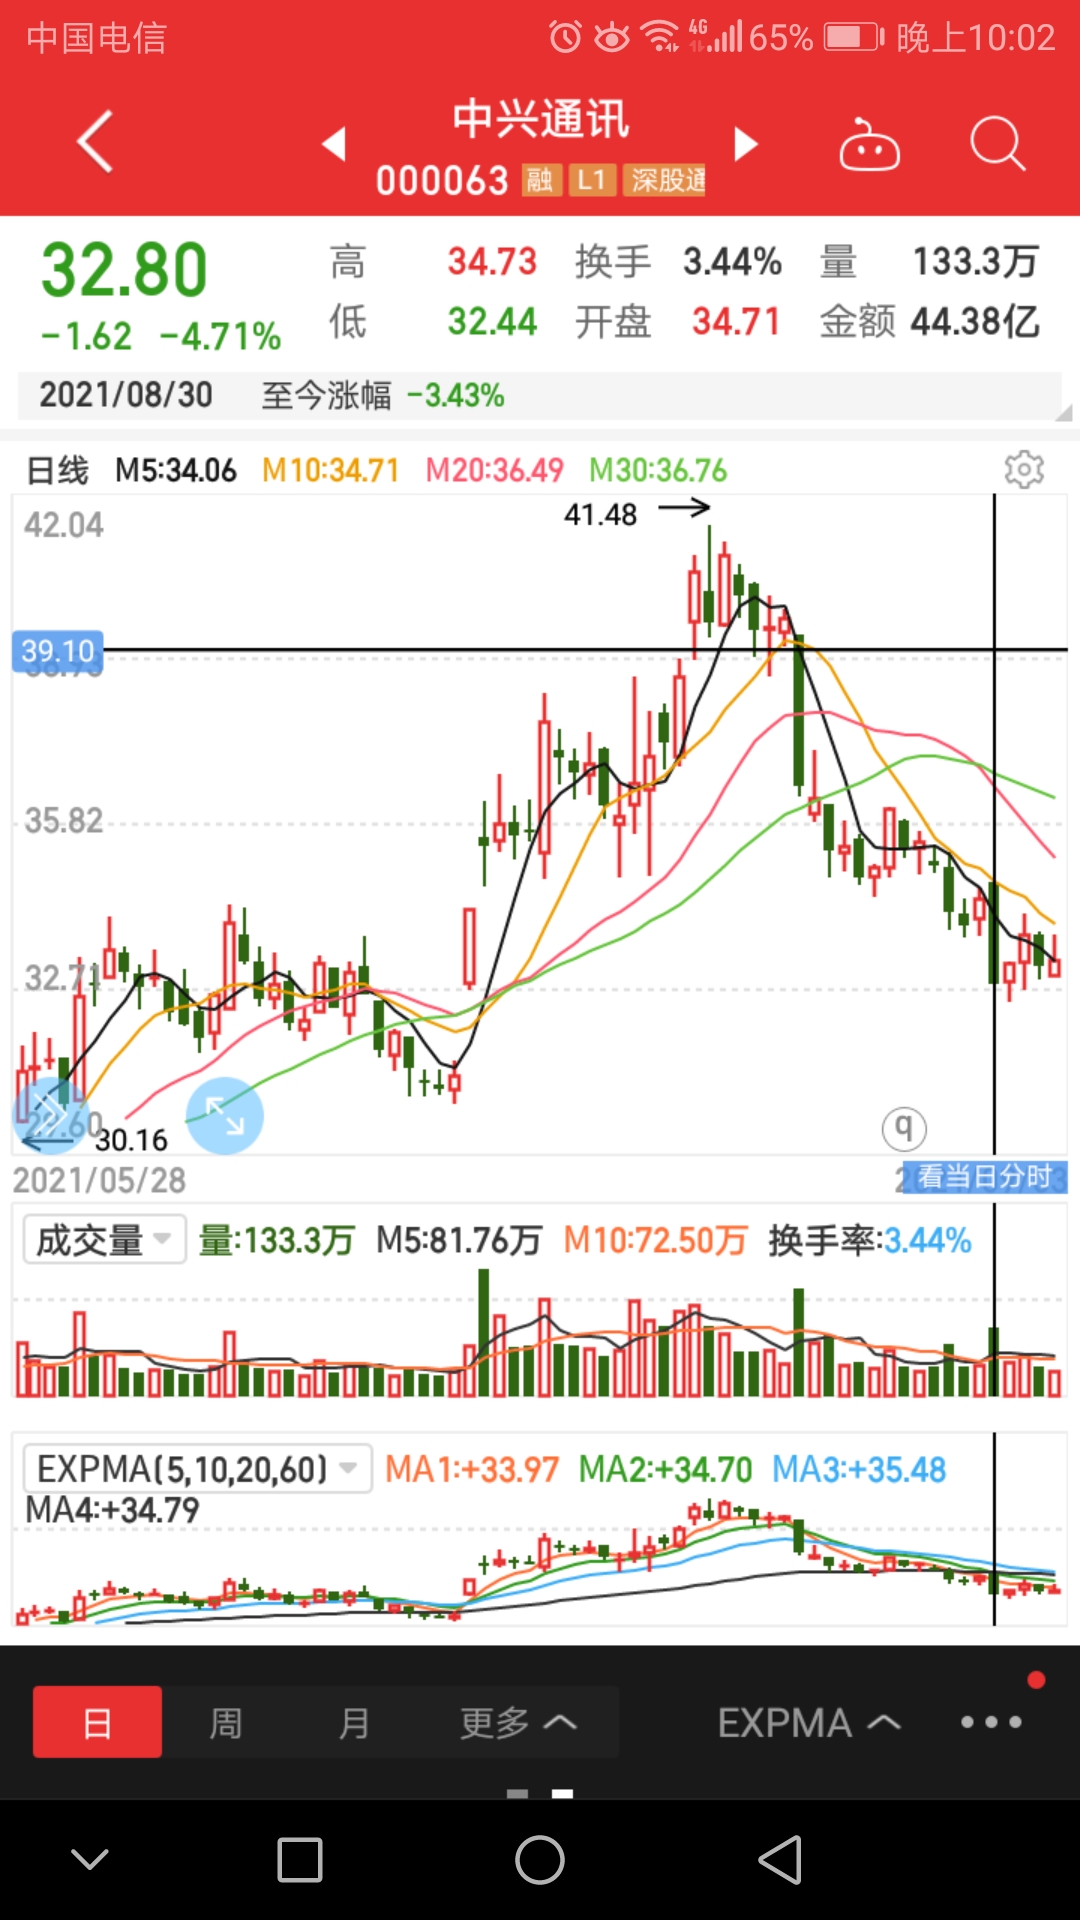 中国电信 4G 65% 晚上10:02
中兴通讯
000063 融 L1 深股通
32.80 高 34.73 换手 3.44% 量 133.3万
-1.62 -4.71% 低 32.44 开盘 34.71 金额 44.38亿
2021/08/30 至今涨幅 -3.43%
日线 M5:34.06 M10:34.71 M20:36.49 M30:36.76
42.04 41.48
39.10
35.82
32.71
30.16
q
2021/05/28 看当日分时
成交量 量:133.3万 M5:81.76万 M10:72.50万 换手率:3.44%
EXPMA(5,10,20,60) MA1:+33.97 MA2:+34.70 MA3:+35.48
MA4:+34.79
日 周 月 更多 EXPMA